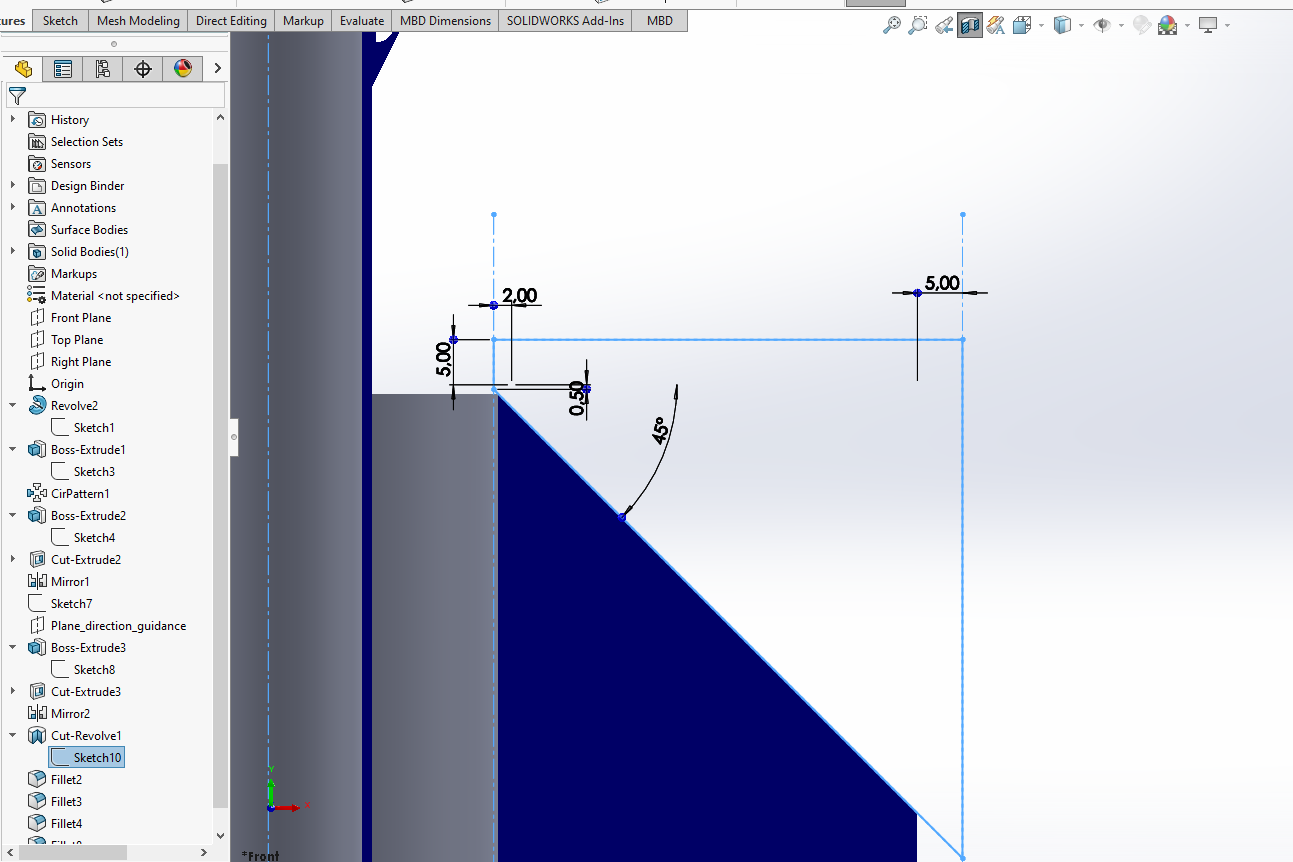 ures
Sketch
Mesh Modeling
Direct Editing
Markup
Evaluate
MBD Dimensions
SOLIDWORKS Add-Ins
MBD
History
Selection Sets
Sensors
Design Binder
Annotations
Surface Bodies
Solid Bodies(1)
Markups
Material <not specified>
Front Plane
Top Plane
Right Plane
Origin
Revolve2
Sketch1
Boss-Extrude1
Sketch3
CirPattern1
Boss-Extrude2
Sketch4
Cut-Extrude2
Mirror1
Sketch7
Plane_direction_guidance
Boss-Extrude3
Sketch8
Cut-Extrude3
Mirror2
Cut-Revolve1
Sketch10
Fillet2
Fillet3
Fillet4
2,00
5,00
5,00
0,50
45°
Y
X
*Front